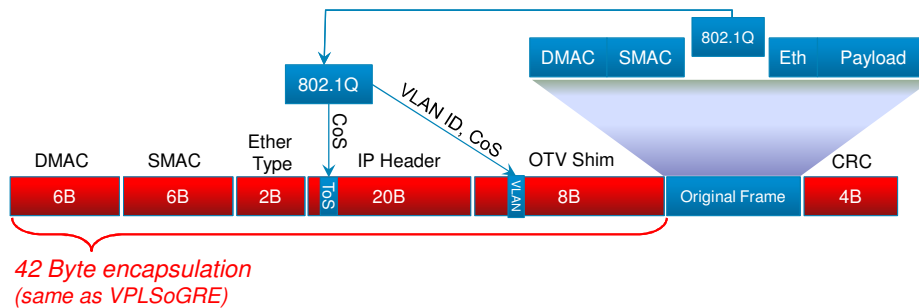 802.1Q
DMAC SMAC Eth Payload
802.1Q
VLAN ID, CoS
CoS
Ether
Type
DMAC SMAC IP Header OTV Shim CRC
6B 6B 2B ToS 20B VLAN 8B Original Frame 4B
42 Byte encapsulation
(same as VPLSoGRE)